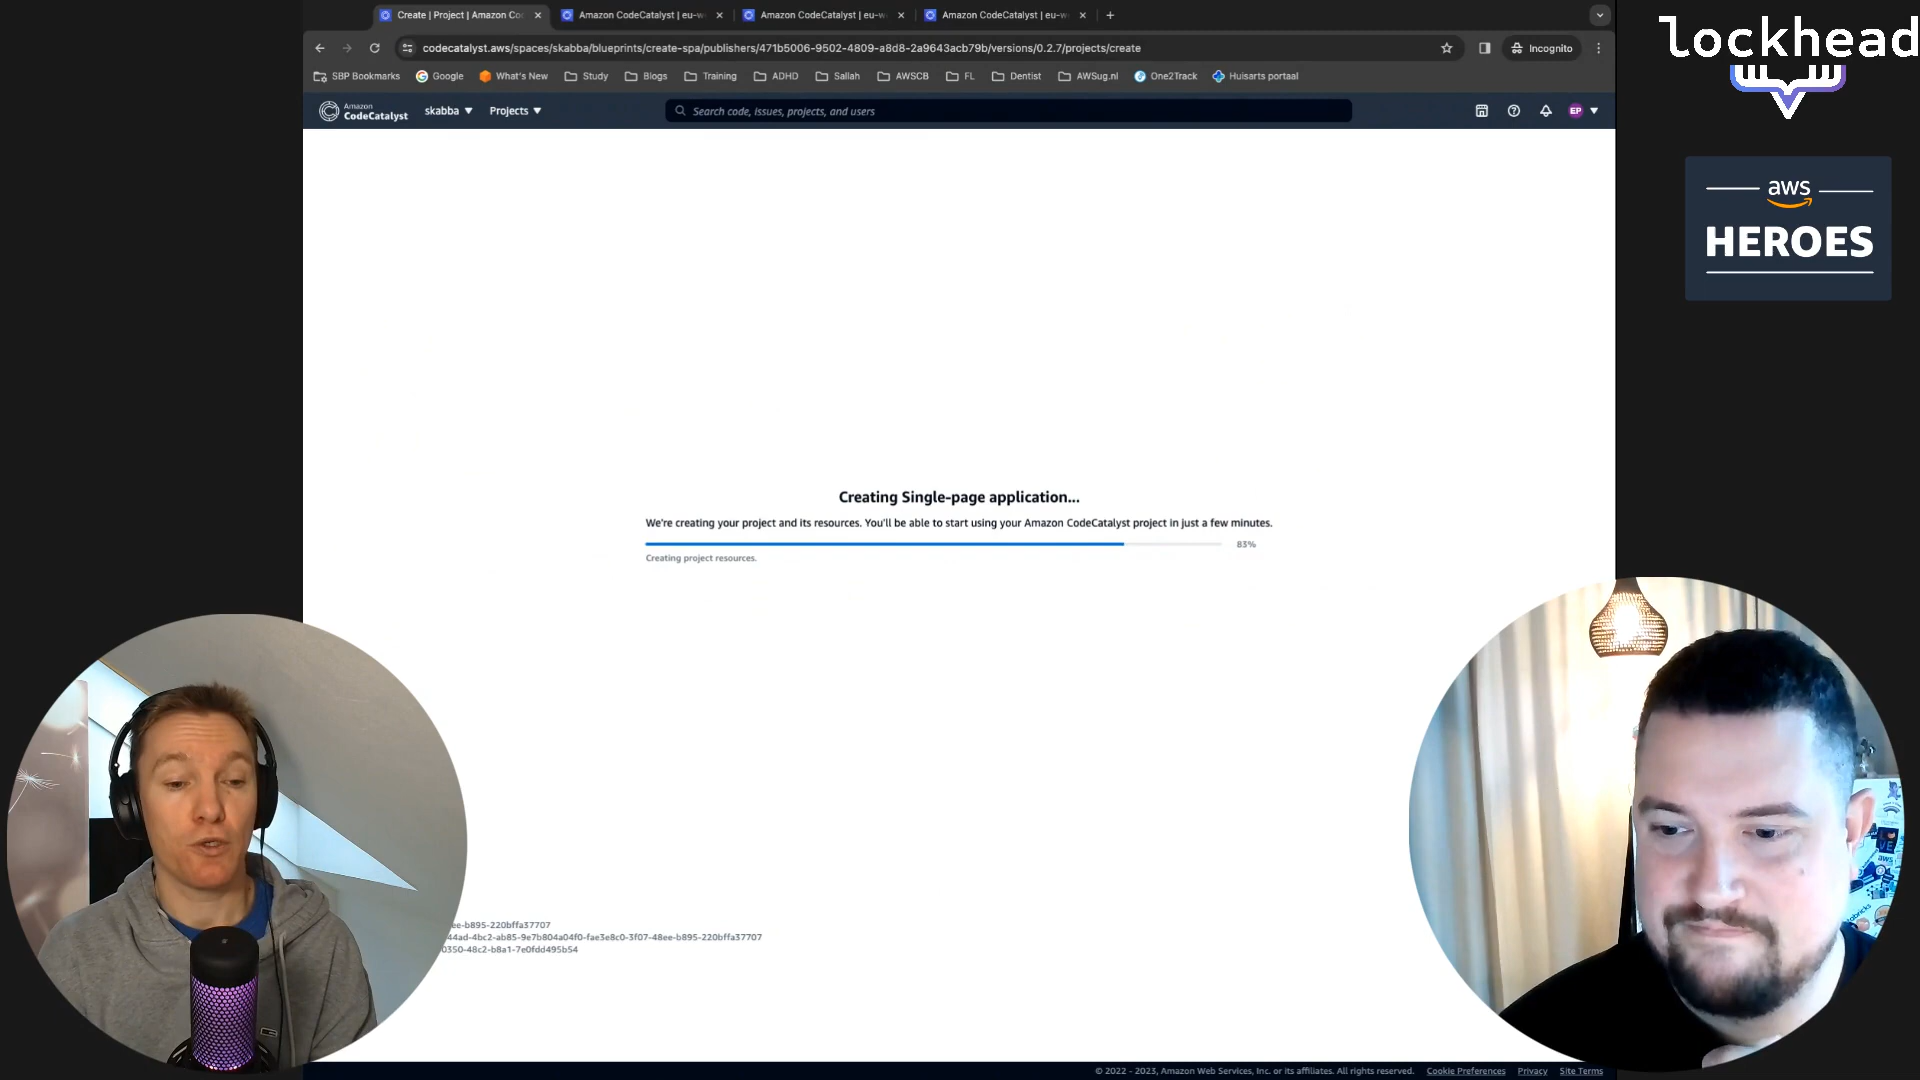 Create | Project | Amazon Co
Amazon CodeCatalyst | eu-w
Amazon CodeCatalyst | eu-w
Amazon CodeCatalyst | eu-w
codecatalyst.aws/spaces/skabba/blueprints/create-spa/publishers/471b5006-9502-4809-a8d8-2a9643acb79b/versions/0.2.7/projects/create
Incognito
SBP Bookmarks
Google
What's New
Study
Blogs
Training
ADHD
Sallah
AWSCB
FL
Dentist
AWSug.nl
One2Track
Huisarts portaal
Amazon
CodeCatalyst
skabba
Projects
Search code, issues, projects, and users
EP
lockhead
aws
HEROES
Creating Single-page application...
We're creating your project and its resources. You'll be able to start using your Amazon CodeCatalyst project in just a few minutes.
83%
Creating project resources.
ee-b895-220bffa37707
44ad-4bc2-ab85-9e7b804a04f0-fae3e8c0-3f07-48ee-b895-220bffa37707
0350-48c2-b8a1-7e0fdd495b54
aws
© 2022 - 2023, Amazon Web Services, Inc. or its affiliates. All rights reserved.
Cookie Preferences
Privacy
Site Terms